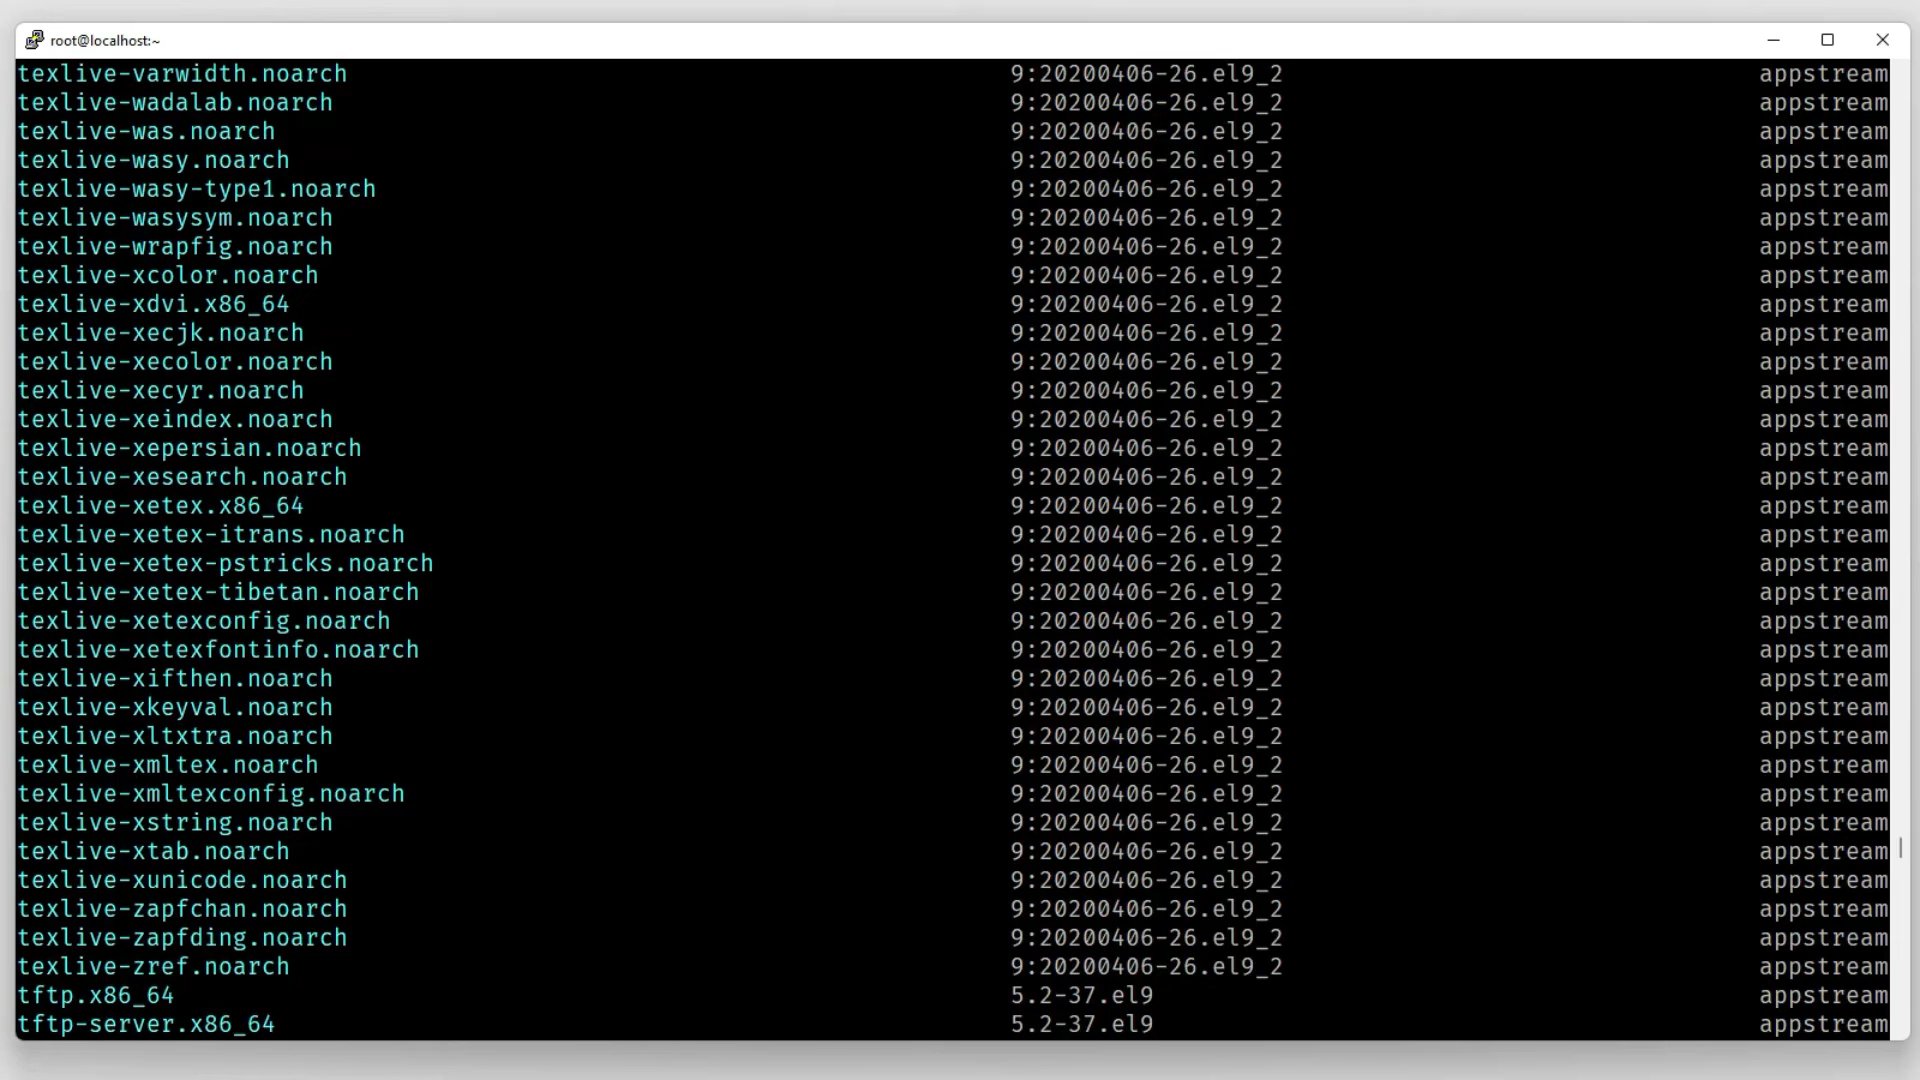 root@localhost:~
texlive-varwidth.noarch 9:20200406-26.el9_2 appstream
texlive-wadalab.noarch 9:20200406-26.el9_2 appstream
texlive-was.noarch 9:20200406-26.el9_2 appstream
texlive-wasy.noarch 9:20200406-26.el9_2 appstream
texlive-wasy-type1.noarch 9:20200406-26.el9_2 appstream
texlive-wasysym.noarch 9:20200406-26.el9_2 appstream
texlive-wrapfig.noarch 9:20200406-26.el9_2 appstream
texlive-xcolor.noarch 9:20200406-26.el9_2 appstream
texlive-xdvi.x86_64 9:20200406-26.el9_2 appstream
texlive-xecjk.noarch 9:20200406-26.el9_2 appstream
texlive-xecolor.noarch 9:20200406-26.el9_2 appstream
texlive-xecyr.noarch 9:20200406-26.el9_2 appstream
texlive-xeindex.noarch 9:20200406-26.el9_2 appstream
texlive-xepersian.noarch 9:20200406-26.el9_2 appstream
texlive-xesearch.noarch 9:20200406-26.el9_2 appstream
texlive-xetex.x86_64 9:20200406-26.el9_2 appstream
texlive-xetex-itrans.noarch 9:20200406-26.el9_2 appstream
texlive-xetex-pstricks.noarch 9:20200406-26.el9_2 appstream
texlive-xetex-tibetan.noarch 9:20200406-26.el9_2 appstream
texlive-xetexconfig.noarch 9:20200406-26.el9_2 appstream
texlive-xetexfontinfo.noarch 9:20200406-26.el9_2 appstream
texlive-xifthen.noarch 9:20200406-26.el9_2 appstream
texlive-xkeyval.noarch 9:20200406-26.el9_2 appstream
texlive-xltxtra.noarch 9:20200406-26.el9_2 appstream
texlive-xmltex.noarch 9:20200406-26.el9_2 appstream
texlive-xmltexconfig.noarch 9:20200406-26.el9_2 appstream
texlive-xstring.noarch 9:20200406-26.el9_2 appstream
texlive-xtab.noarch 9:20200406-26.el9_2 appstream
texlive-xunicode.noarch 9:20200406-26.el9_2 appstream
texlive-zapfchan.noarch 9:20200406-26.el9_2 appstream
texlive-zapfding.noarch 9:20200406-26.el9_2 appstream
texlive-zref.noarch 9:20200406-26.el9_2 appstream
tftp.x86_64 5.2-37.el9 appstream
tftp-server.x86_64 5.2-37.el9 appstream